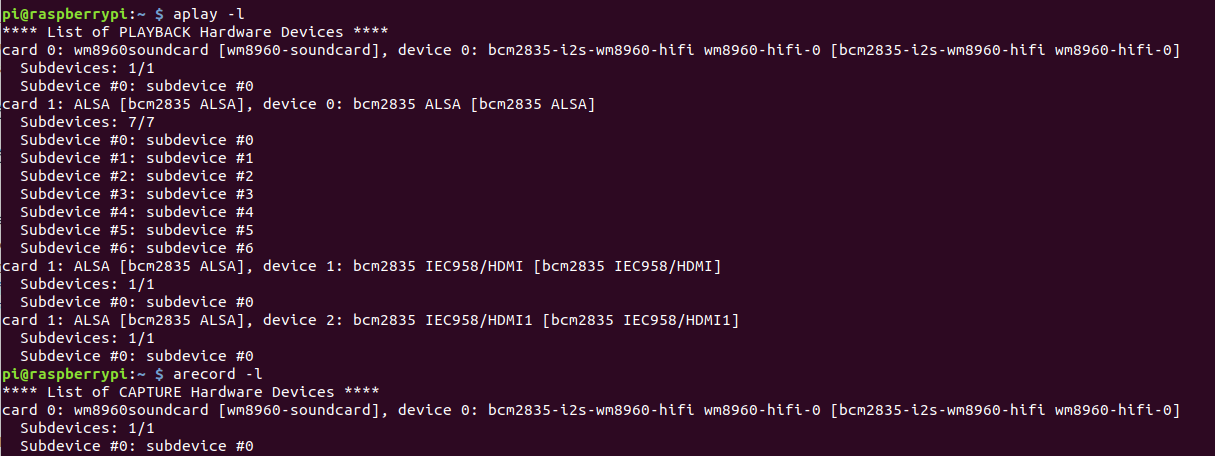 pi@raspberrypi:~ $ aplay -l
**** List of PLAYBACK Hardware Devices ****
card 0: wm8960soundcard [wm8960-soundcard], device 0: bcm2835-i2s-wm8960-hifi wm8960-hifi-0 [bcm2835-i2s-wm8960-hifi wm8960-hifi-0]
  Subdevices: 1/1
  Subdevice #0: subdevice #0
card 1: ALSA [bcm2835 ALSA], device 0: bcm2835 ALSA [bcm2835 ALSA]
  Subdevices: 7/7
  Subdevice #0: subdevice #0
  Subdevice #1: subdevice #1
  Subdevice #2: subdevice #2
  Subdevice #3: subdevice #3
  Subdevice #4: subdevice #4
  Subdevice #5: subdevice #5
  Subdevice #6: subdevice #6
card 1: ALSA [bcm2835 ALSA], device 1: bcm2835 IEC958/HDMI [bcm2835 IEC958/HDMI]
  Subdevices: 1/1
  Subdevice #0: subdevice #0
card 1: ALSA [bcm2835 ALSA], device 2: bcm2835 IEC958/HDMI1 [bcm2835 IEC958/HDMI1]
  Subdevices: 1/1
  Subdevice #0: subdevice #0
pi@raspberrypi:~ $ arecord -l
**** List of CAPTURE Hardware Devices ****
card 0: wm8960soundcard [wm8960-soundcard], device 0: bcm2835-i2s-wm8960-hifi wm8960-hifi-0 [bcm2835-i2s-wm8960-hifi wm8960-hifi-0]
  Subdevices: 1/1
  Subdevice #0: subdevice #0